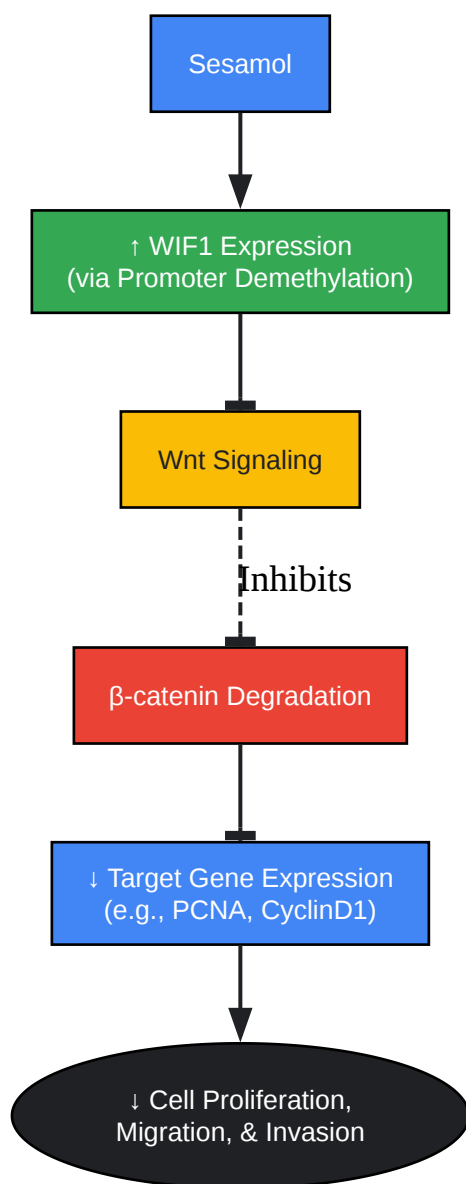 Sesamol
↑ WIF1 Expression
(via Promoter Demethylation)
Wnt Signaling
Inhibits
β-catenin Degradation
↓ Target Gene Expression
(e.g., PCNA, CyclinD1)
↓ Cell Proliferation,
Migration, & Invasion